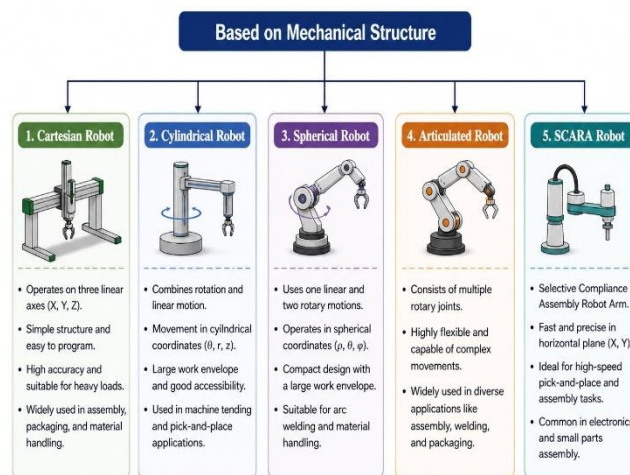 Based on Mechanical Structure
1. Cartesian Robot
• Operates on three linear
axes (X, Y, Z).
• Simple structure and
easy to program.
• High accuracy and
suitable for heavy loads.
• Widely used in assembly,
packaging, and material
handling.
2. Cylindrical Robot
• Combines rotation and
linear motion.
• Movement in cylindrical
coordinates (θ, r, z).
• Large work envelope
and good accessibility.
• Used in machine tending
and pick-and-place
applications.
3. Spherical Robot
• Uses one linear and
two rotary motions.
• Operates in spherical
coordinates (ρ, θ, φ).
• Compact design with
a large work envelope.
• Suitable for arc
welding and material
handling.
4. Articulated Robot
• Consists of multiple
rotary joints.
• Highly flexible and
capable of complex
movements.
• Widely used in diverse
applications like
assembly, welding,
and packaging.
5. SCARA Robot
• Selective Compliance
Assembly Robot Arm.
• Fast and precise in
horizontal plane (X, Y)
• Ideal for high-speed
pick-and-place and
assembly tasks.
• Common in electronics
and small parts
assembly.